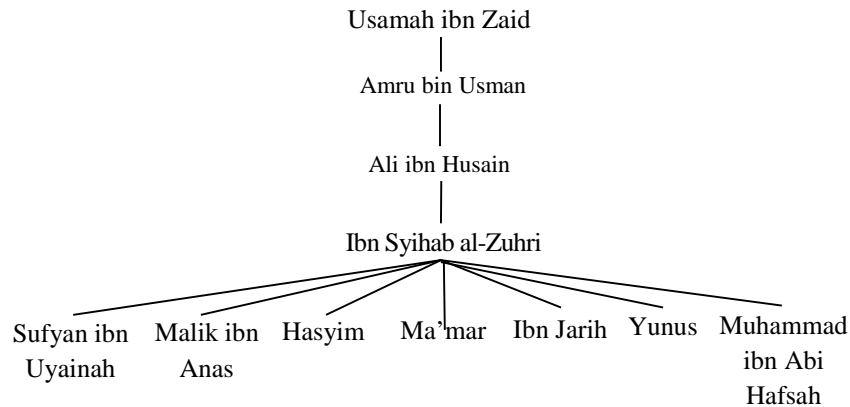 Usamah ibn Zaid
Amru bin Usman
Ali ibn Husain
Ibn Syihab al-Zuhri
Sufyan ibn
Uyainah
Malik ibn
Anas
Hasyim
Ma’mar
Ibn Jarih
Yunus
Muhammad
ibn Abi
Hafsah